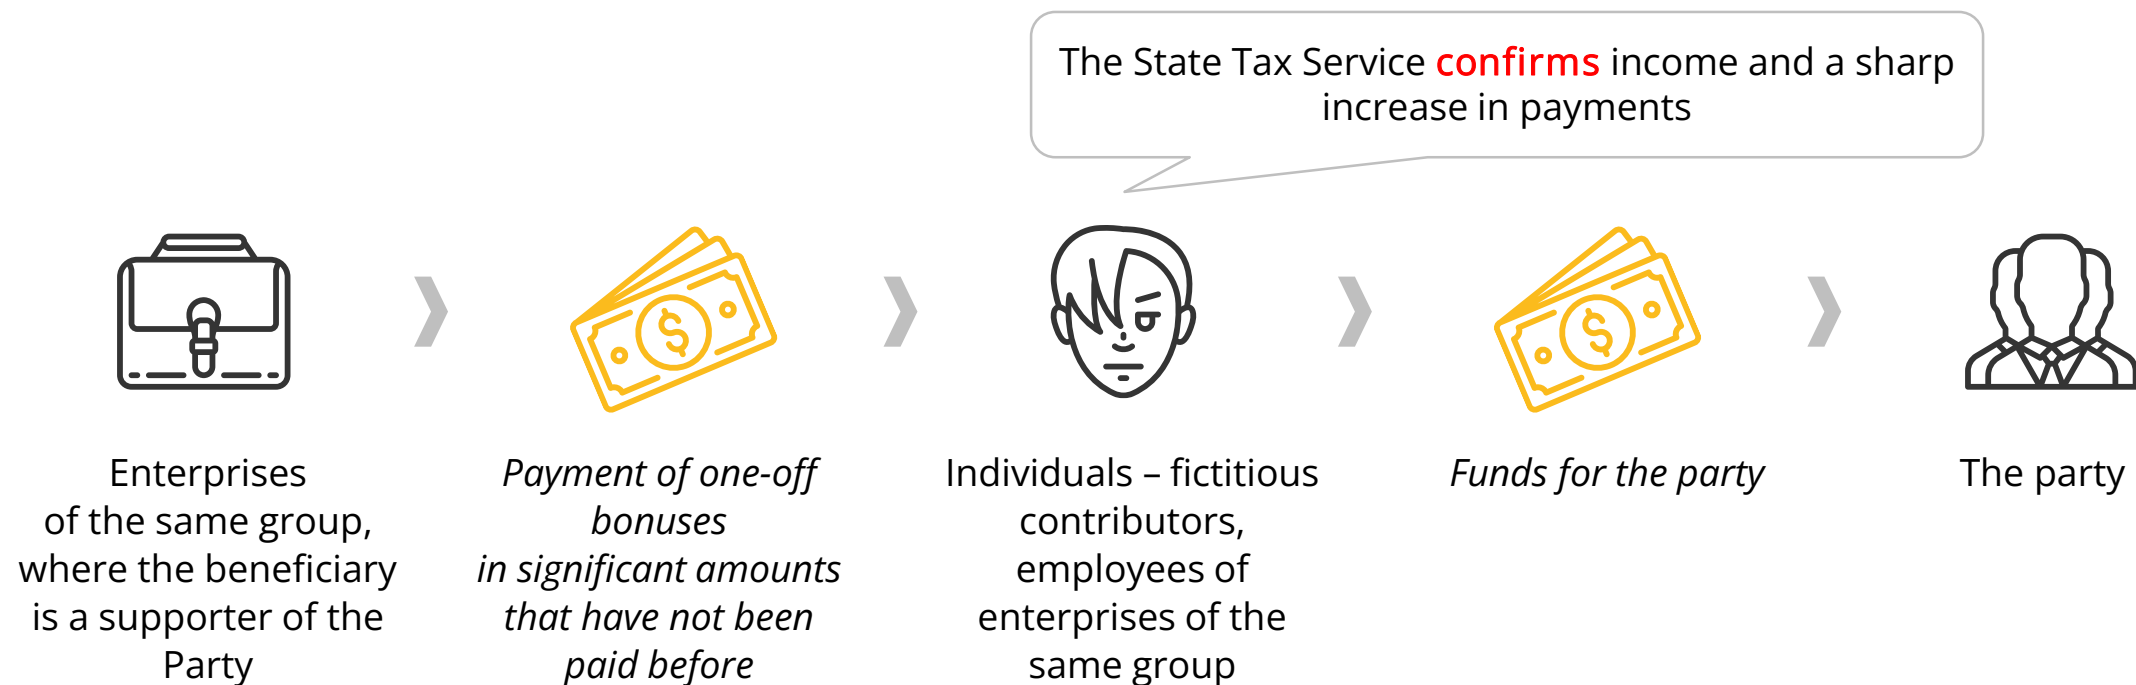 The State Tax Service confirms income and a sharp
increase in payments
Enterprises
of the same group,
where the beneficiary
is a supporter of the
Party
Payment of one-off
bonuses
in significant amounts
that have not been
paid before
Individuals – fictitious
contributors,
employees of
enterprises of the
same group
Funds for the party
The party